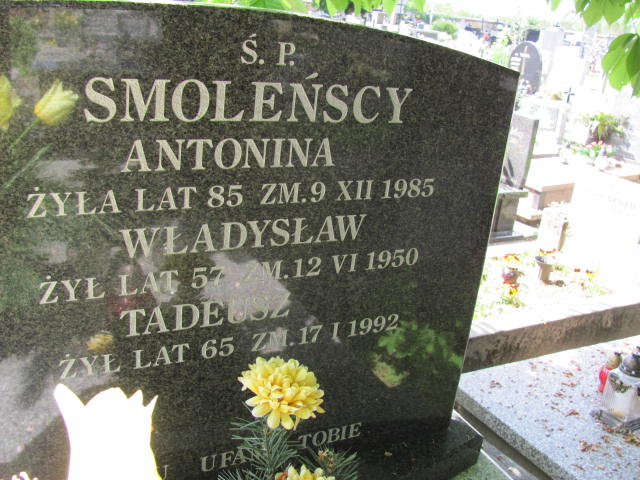 Ś. P.
SMOLEŃSCY
ANTONINA
ŻYŁA LAT 85 ZM. 9 XII 1985
WŁADYSŁAW
ŻYŁ LAT 57 ZM. 12 VI 1950
TADEUSZ
ŻYŁ LAT 65 ZM. 17 I 1992
TOBIE